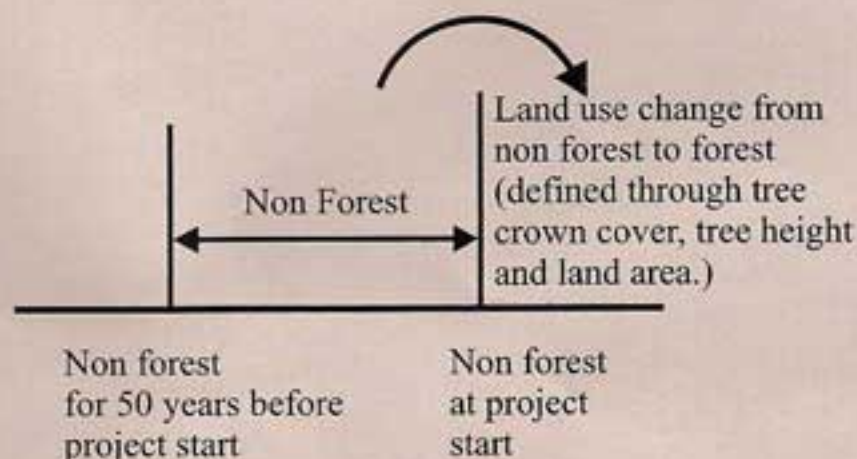 Land use change from
non forest to forest
(defined through tree
crown cover, tree height
and land area.)
Non Forest
Non forest
for 50 years before
project start
Non forest
at project
start